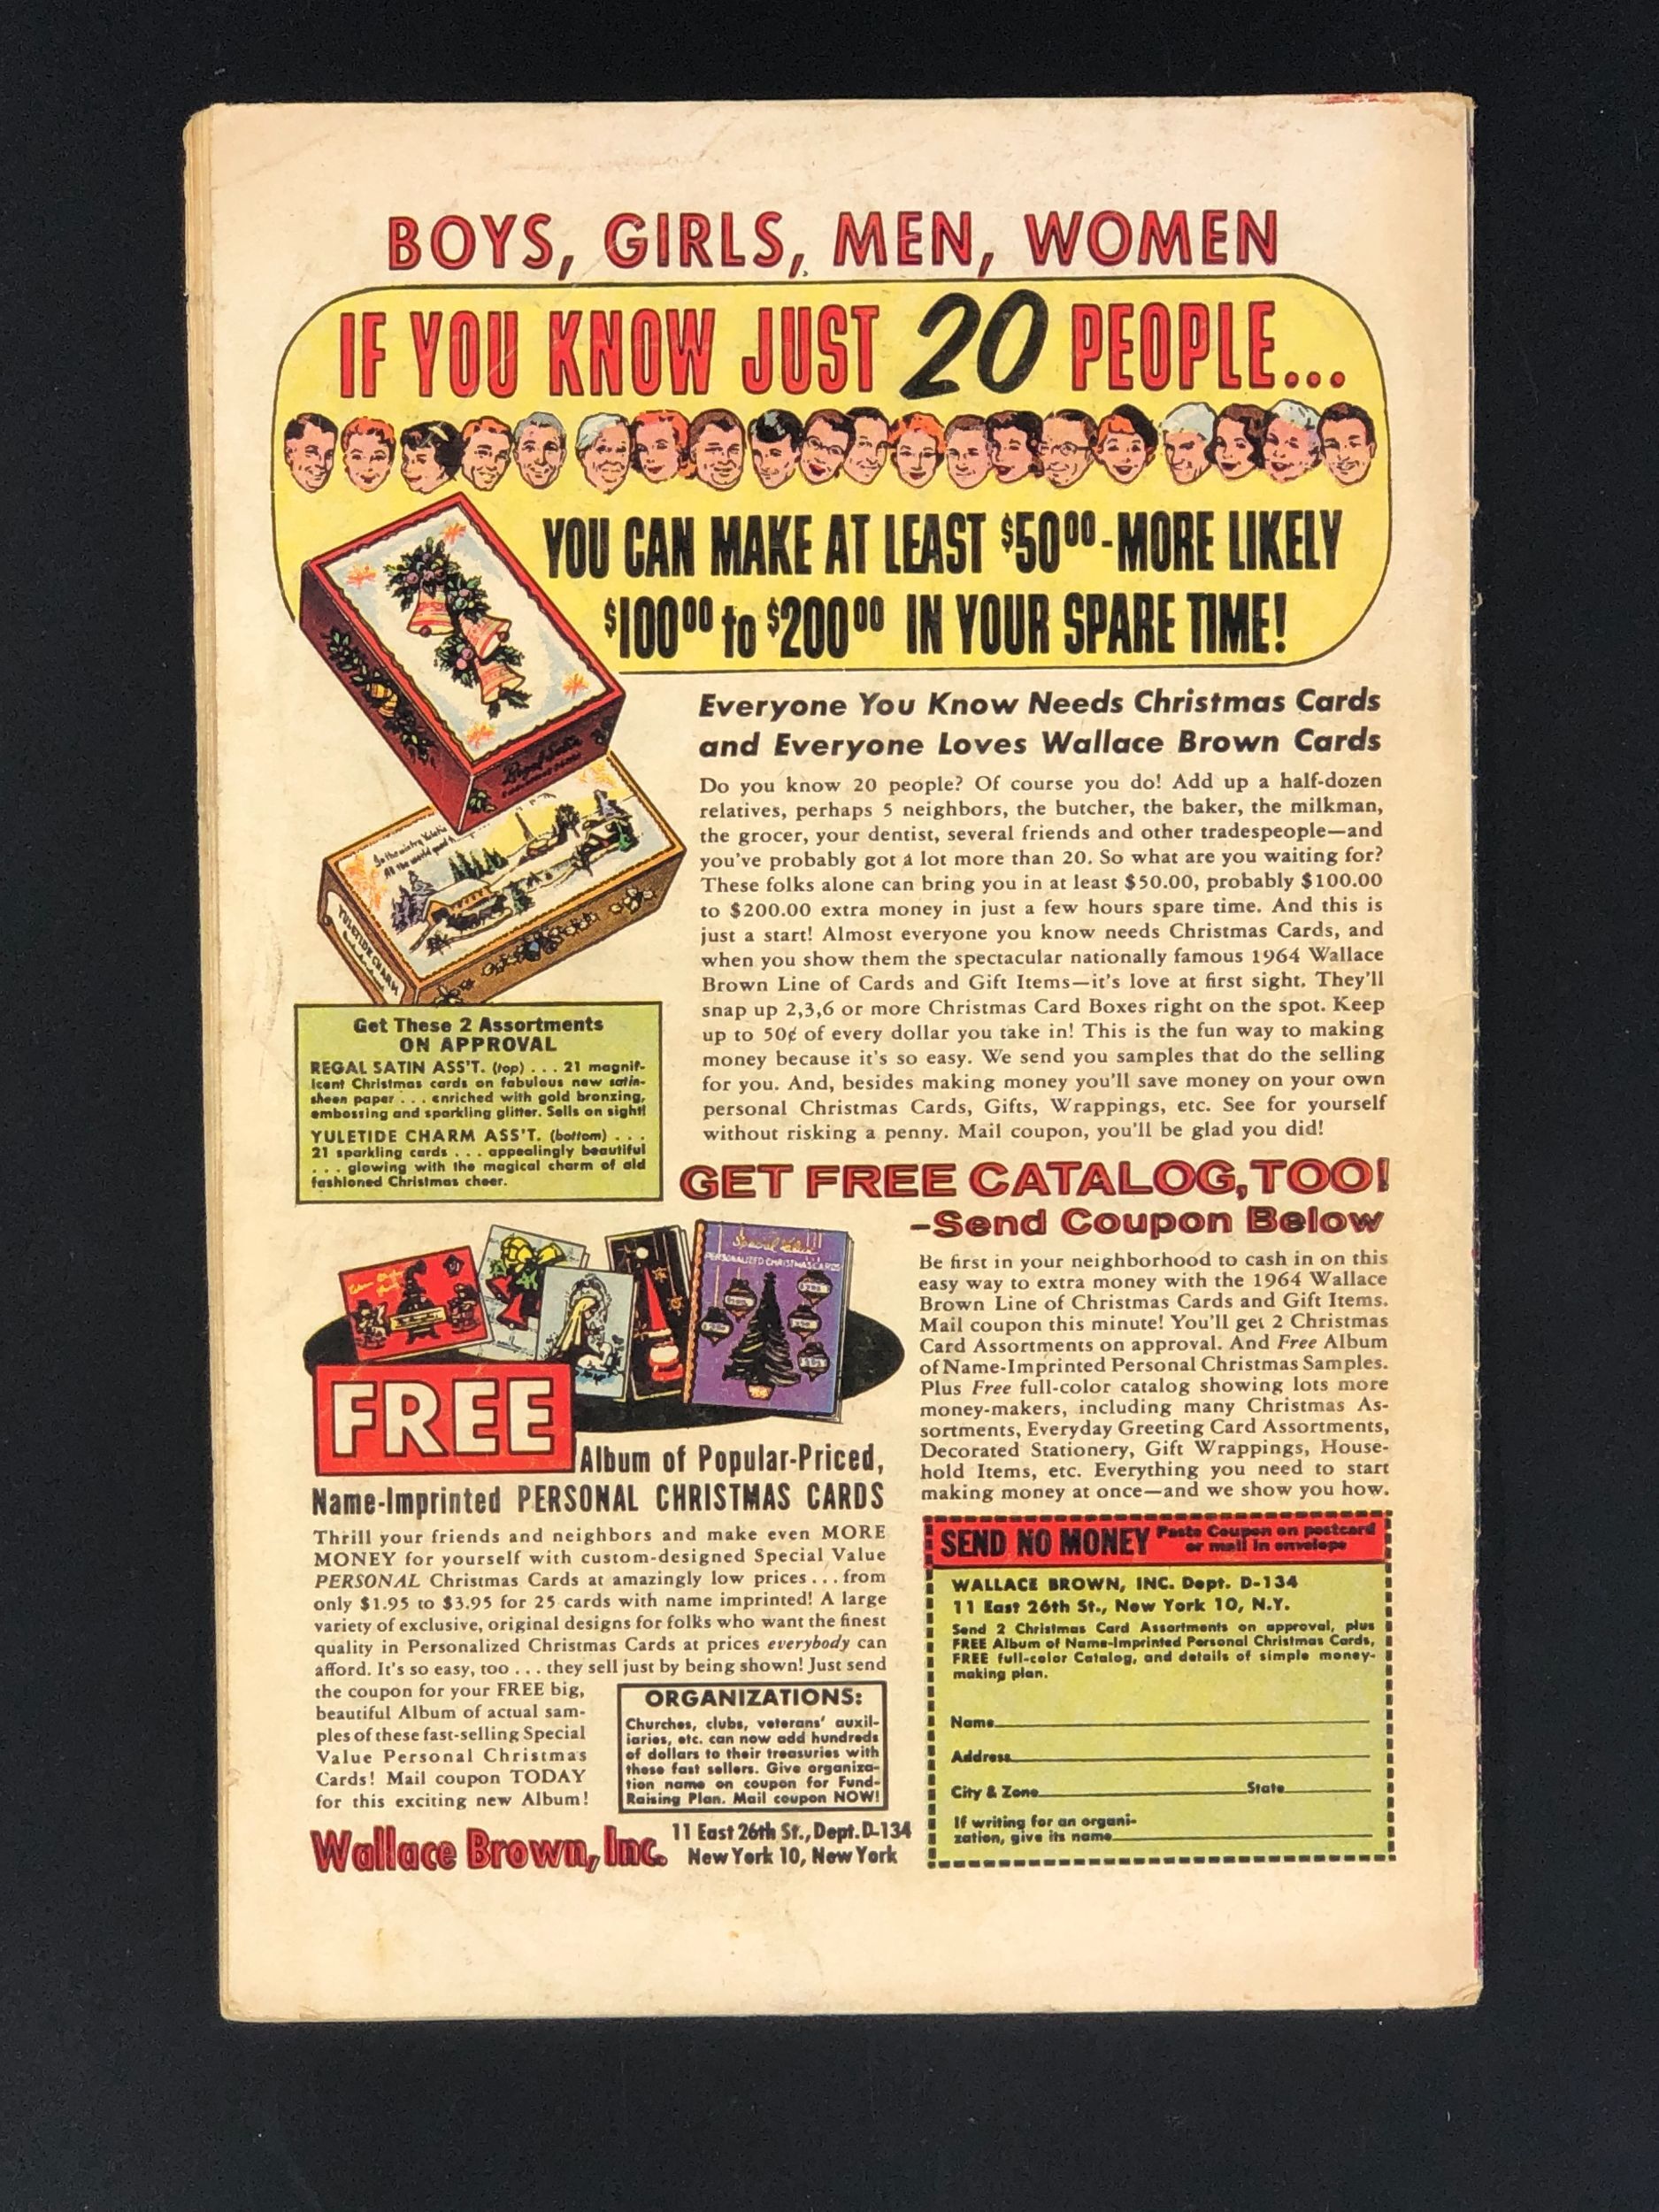 BOYS, GIRLS, MEN, WOMEN
IF YOU KNOW JUST 20 PEOPLE...
YOU CAN MAKE AT LEAST $50⁰⁰-MORE LIKELY
$100⁰⁰ to $200⁰⁰ IN YOUR SPARE TIME!
Regal Satin
YULETIDE CHARM
Everyone You Know Needs Christmas Cards
and Everyone Loves Wallace Brown Cards
Do you know 20 people? Of course you do! Add up a half-dozen
relatives, perhaps 5 neighbors, the butcher, the baker, the milkman,
the grocer, your dentist, several friends and other tradespeople—and
you've probably got a lot more than 20. So what are you waiting for?
These folks alone can bring you in at least $50.00, probably $100.00
to $200.00 extra money in just a few hours spare time. And this is
just a start! Almost everyone you know needs Christmas Cards, and
when you show them the spectacular nationally famous 1964 Wallace
Brown Line of Cards and Gift Items—it's love at first sight. They'll
snap up 2,3,6 or more Christmas Card Boxes right on the spot. Keep
up to 50¢ of every dollar you take in! This is the fun way to making
money because it's so easy. We send you samples that do the selling
for you. And, besides making money you'll save money on your own
personal Christmas Cards, Gifts, Wrappings, etc. See for yourself
without risking a penny. Mail coupon, you'll be glad you did!
Get These 2 Assortments
ON APPROVAL
REGAL SATIN ASS'T. (top) . . . 21 magnif-
icent Christmas cards on fabulous new satin-
sheen paper . . . enriched with gold bronzing,
embossing and sparkling glitter. Sells on sight!
YULETIDE CHARM ASS'T. (bottom) . . .
21 sparkling cards . . . appealingly beautiful
. . . glowing with the magical charm of old
fashioned Christmas cheer.
GET FREE CATALOG, TOO!
–Send Coupon Below
Be first in your neighborhood to cash in on this
easy way to extra money with the 1964 Wallace
Brown Line of Christmas Cards and Gift Items.
Mail coupon this minute! You'll get 2 Christmas
Card Assortments on approval. And Free Album
of Name-Imprinted Personal Christmas Samples.
Plus Free full-color catalog showing lots more
money-makers, including many Christmas As-
sortments, Everyday Greeting Card Assortments,
Decorated Stationery, Gift Wrappings, House-
hold Items, etc. Everything you need to start
making money at once—and we show you how.
Special Value
PERSONALIZED CHRISTMAS CARDS
FREE
Album of Popular-Priced,
Name-Imprinted PERSONAL CHRISTMAS CARDS
Thrill your friends and neighbors and make even MORE
MONEY for yourself with custom-designed Special Value
PERSONAL Christmas Cards at amazingly low prices . . . from
only $1.95 to $3.95 for 25 cards with name imprinted! A large
variety of exclusive, original designs for folks who want the finest
quality in Personalized Christmas Cards at prices everybody can
afford. It's so easy, too . . . they sell just by being shown! Just send
the coupon for your FREE big,
beautiful Album of actual sam-
ples of these fast-selling Special
Value Personal Christmas
Cards! Mail coupon TODAY
for this exciting new Album!
ORGANIZATIONS:
Churches, clubs, veterans' auxil-
iaries, etc. can now add hundreds
of dollars to their treasuries with
these fast sellers. Give organiza-
tion name on coupon for Fund-
Raising Plan. Mail coupon NOW!
Wallace Brown, Inc.
11 East 26th St., Dept. D-134
New York 10, New York
SEND NO MONEY Paste Coupon on postcard
or mail in envelope
WALLACE BROWN, INC. Dept. D-134
11 East 26th St., New York 10, N.Y.
Send 2 Christmas Card Assortments on approval, plus
FREE Album of Name-Imprinted Personal Christmas Cards,
FREE full-color Catalog, and details of simple money-
making plan.
Name
Address
City & Zone State
If writing for an organi-
zation, give its name